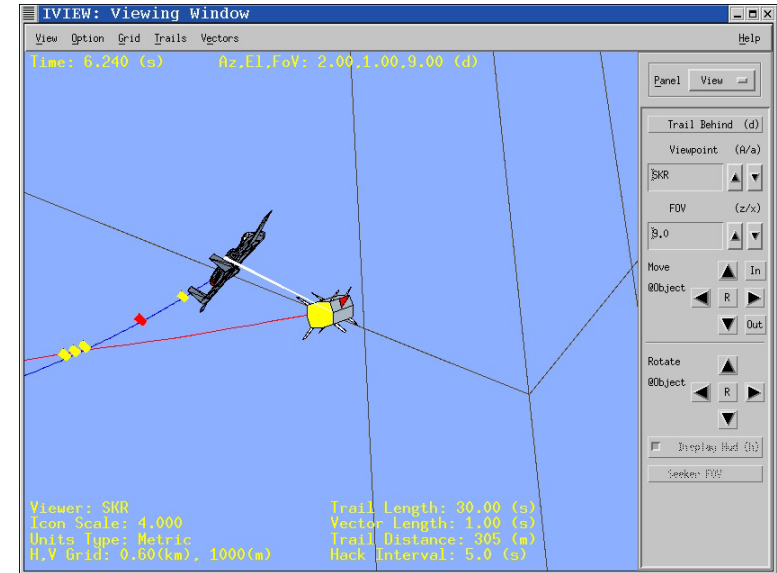 IVIEW: Viewing Window
View Option Grid Trails Vectors Help
Time: 6.240 (s) Az,El,FoV: 2.00,1.00,9.00 (d)
Panel View
Trail Behind (d)
Viewpoint (A/a)
SKR
FOV (z/x)
9.0
Move
@Object
In
R
Out
Rotate
@Object
R
Display Hud (h)
Seeker FOV
Viewer: SKR
Icon Scale: 4.000
Units Type: Metric
H,V Grid: 0.60(km), 1000(m)
Trail Length: 30.00 (s)
Vector Length: 1.00 (s)
Trail Distance: 305 (m)
Hack Interval: 5.0 (s)